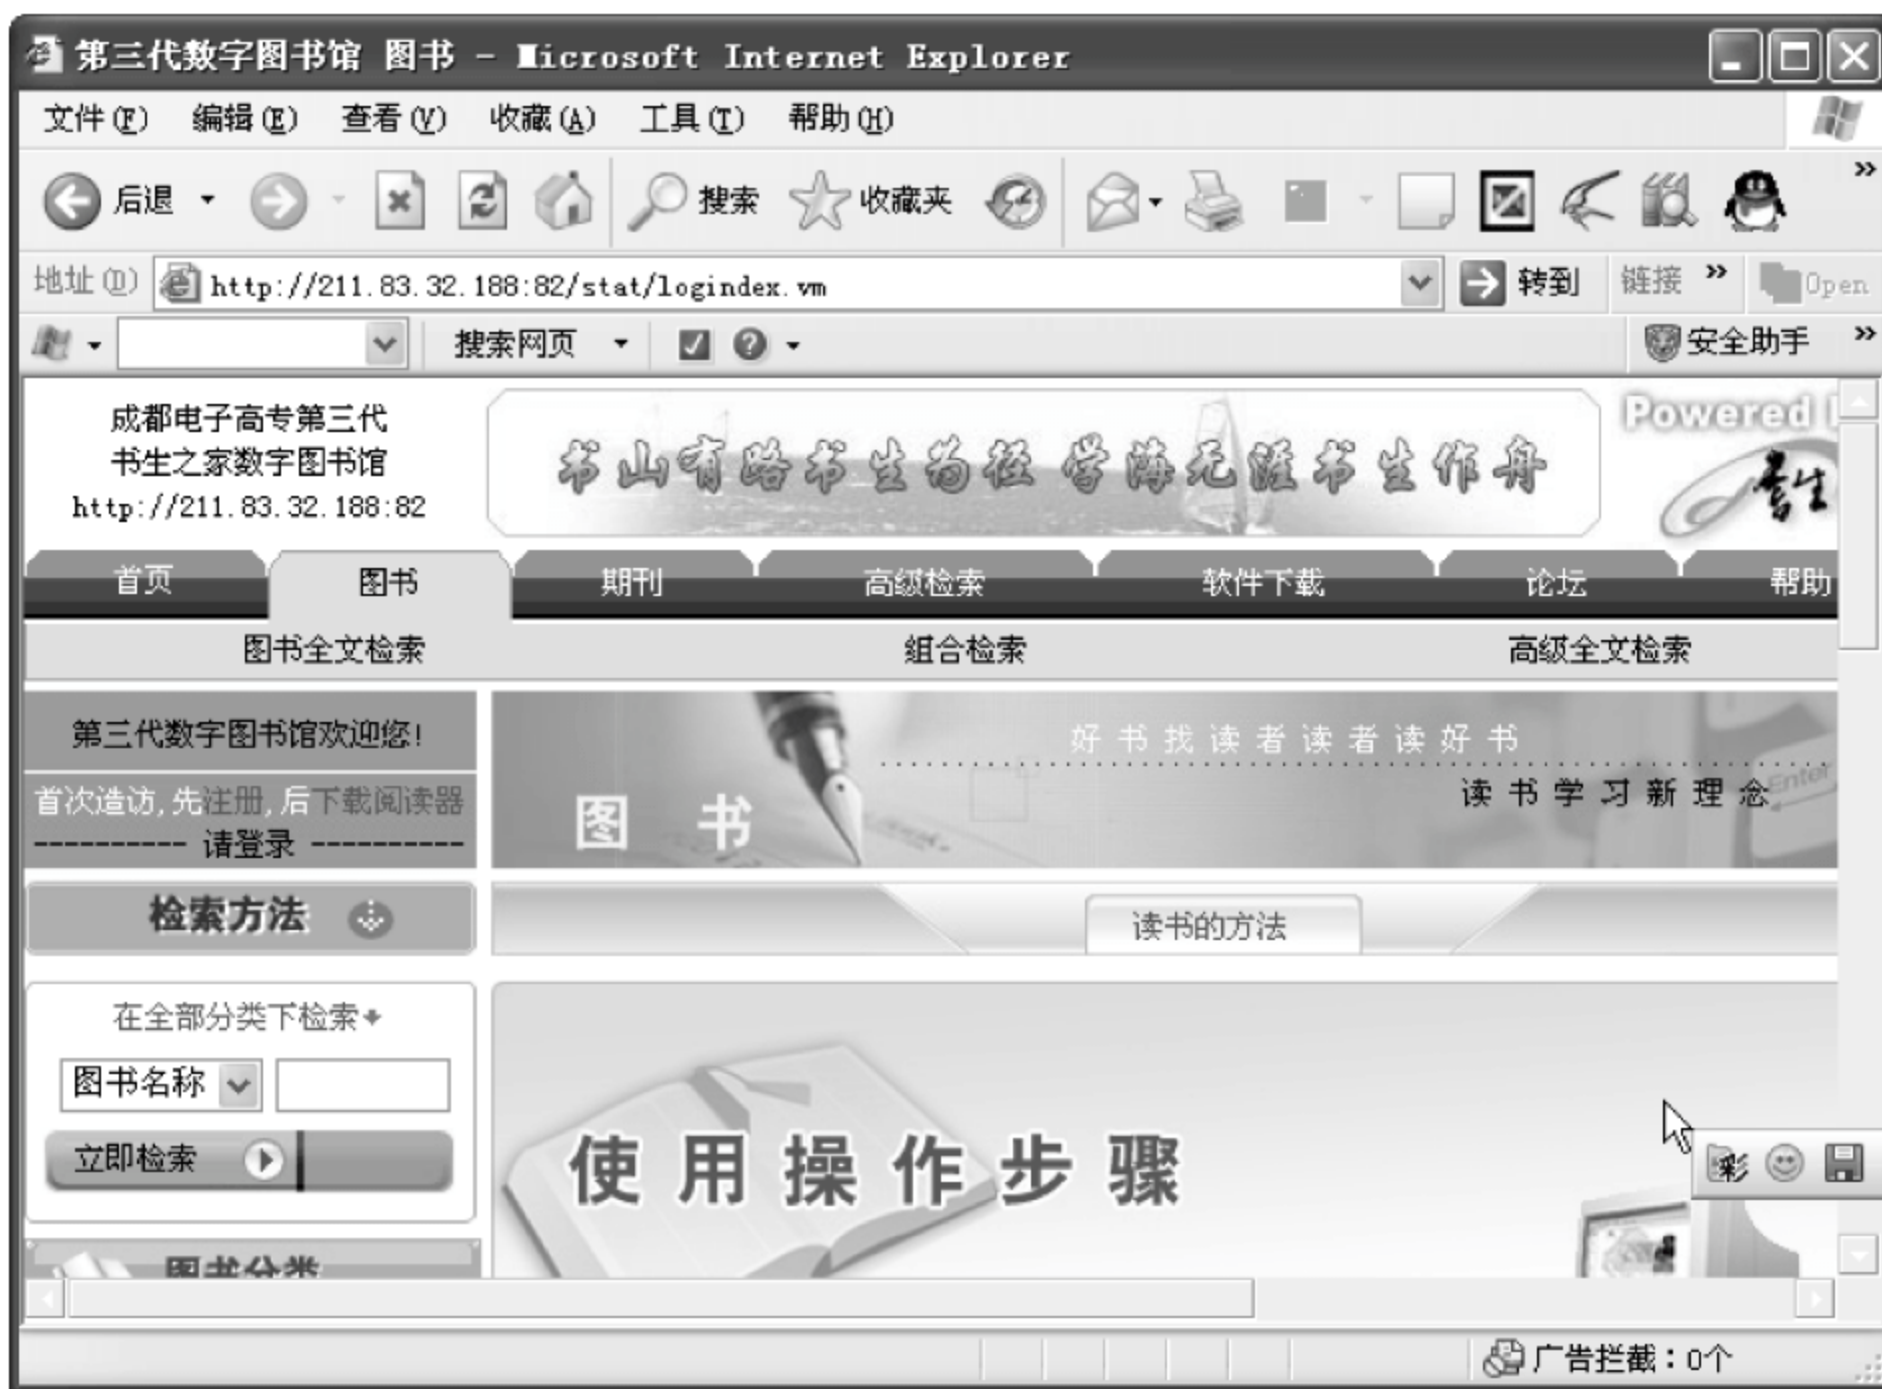 第三代数字图书馆 图书 - Microsoft Internet Explorer
文件(F) 编辑(E) 查看(V) 收藏(A) 工具(T) 帮助(H)
后退 搜索 收藏夹 »
地址(D) http://211.83.32.188:82/stat/logindex.vm 转到 链接 » Open
搜索网页 安全助手 »
成都电子高专第三代
书生之家数字图书馆
http://211.83.32.188:82
书山有路书生为径 学海无涯书生作舟
Powered
书生
首页 图书 期刊 高级检索 软件下载 论坛 帮助
图书全文检索 组合检索 高级全文检索
第三代数字图书馆欢迎您!
首次造访,先注册,后下载阅读器
---------- 请登录 ----------
好书找读者读者读好书
读书学习新理念
Enter
图 书
检索方法
读书的方法
在全部分类下检索
图书名称
立即检索
使用操作步骤
彩
图书分类
广告拦截：0个